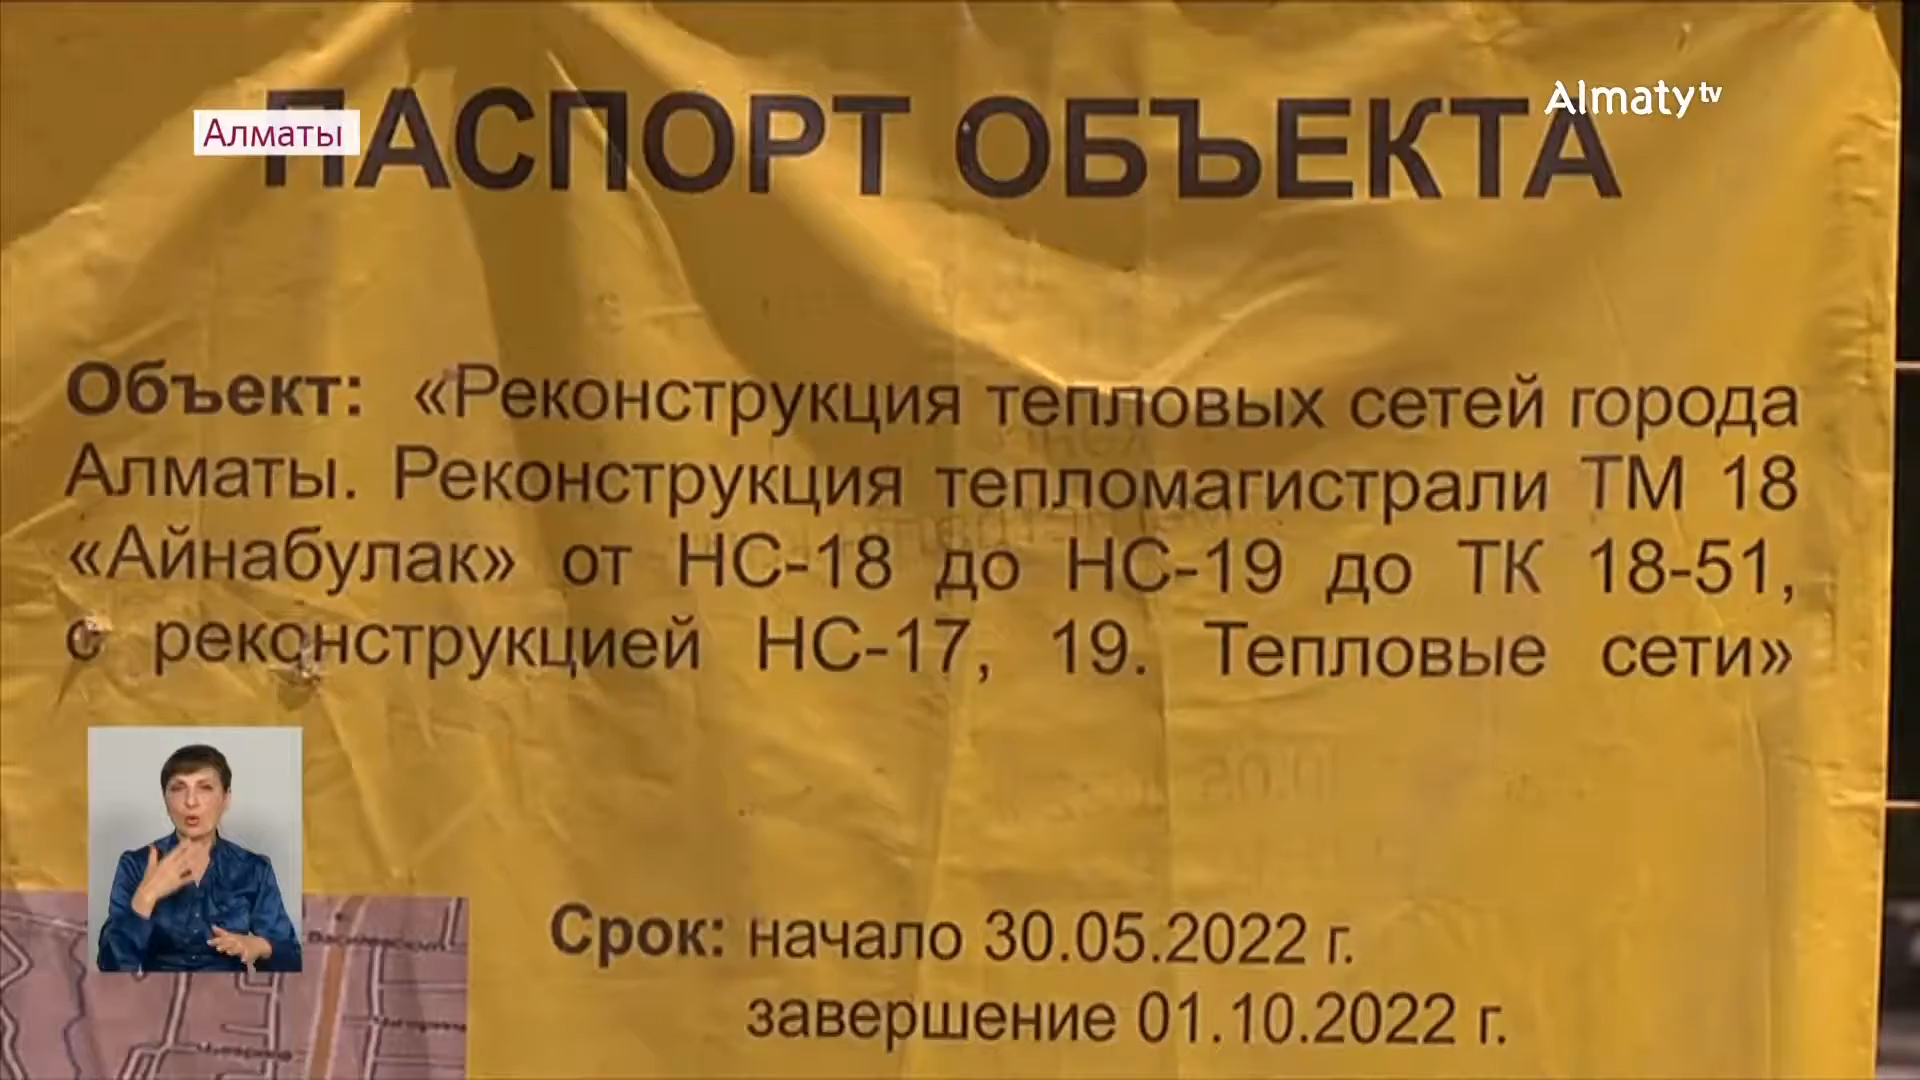 Almaty tv
Алматы
ПАСПОРТ ОБЪЕКТА
Объект: «Реконструкция тепловых сетей города
Алматы. Реконструкция тепломагистрали ТМ 18
«Айнабулак» от НС-18 до НС-19 до ТК 18-51,
с реконструкцией НС-17, 19. Тепловые сети»
Срок: начало 30.05.2022 г.
завершение 01.10.2022 г.